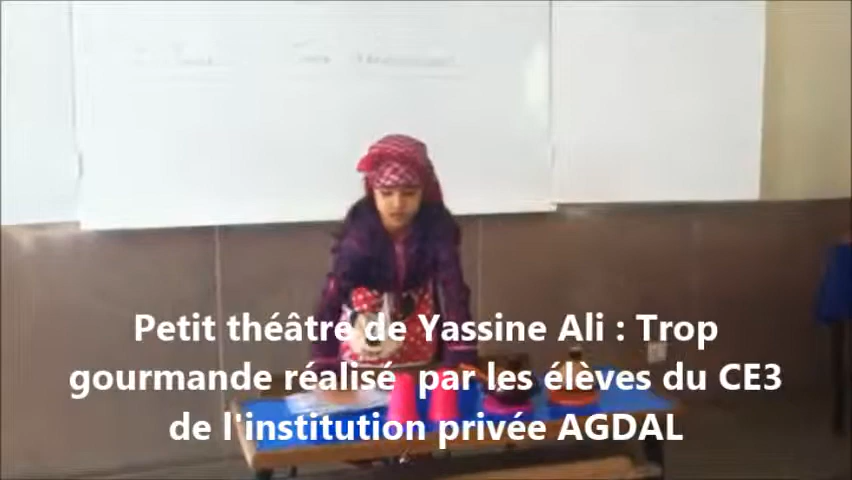 Petit théâtre de Yassine Ali : Trop
gourmande réalisé par les élèves du CE3
de l'institution privée AGDAL